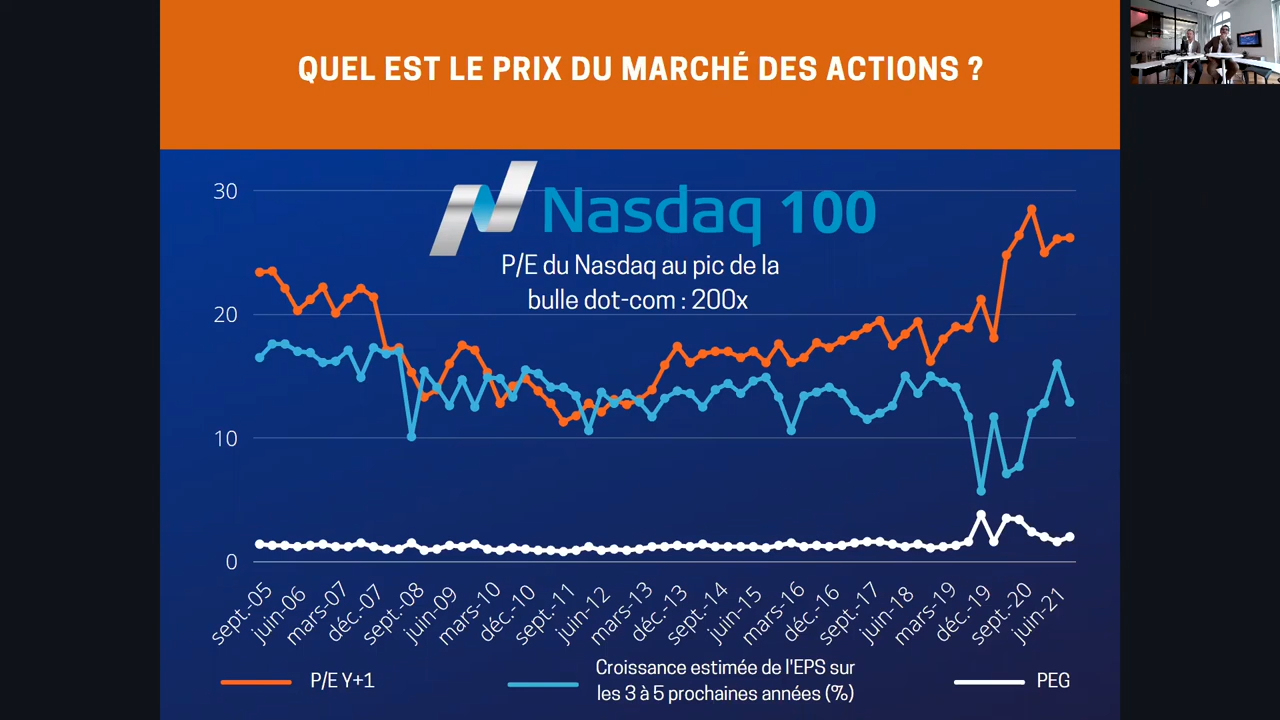 QUEL EST LE PRIX DU MARCHÉ DES ACTIONS ?
Nasdaq 100
P/E du Nasdaq au pic de la
bulle dot-com : 200x
30
20
10
0
sept.-05
juin-06
mars-07
déc.-07
sept.-08
juin-09
mars-10
déc.-10
sept.-11
juin-12
mars-13
déc.-13
sept.-14
juin-15
mars-16
déc.-16
sept.-17
juin-18
mars-19
déc.-19
sept.-20
juin-21
P/E Y+1
Croissance estimée de l'EPS sur
les 3 à 5 prochaines années (%)
PEG